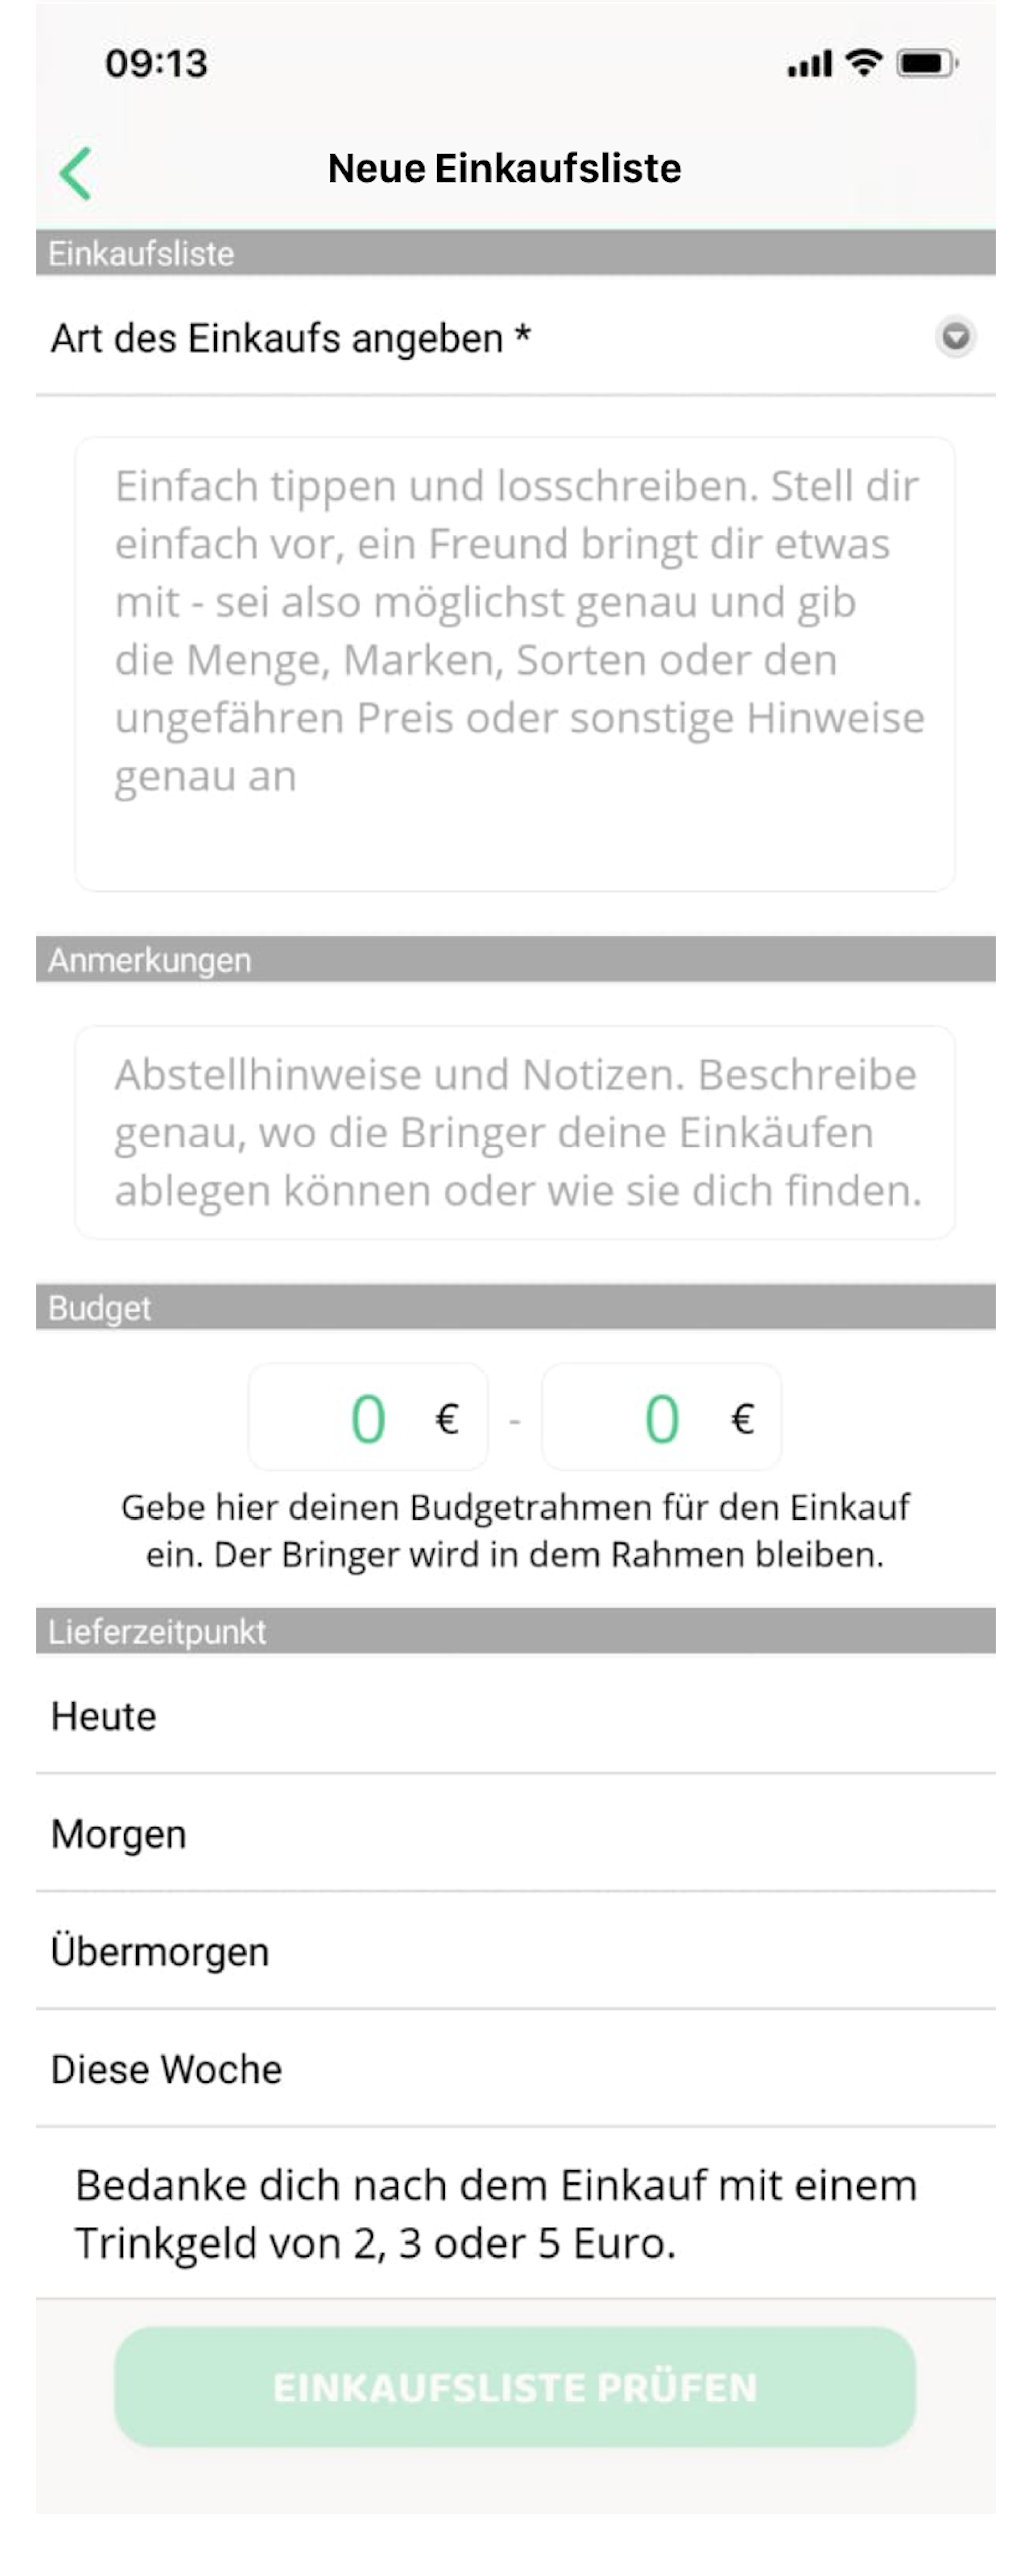 09:13
Neue Einkaufsliste
Einkaufsliste
Art des Einkaufs angeben *
Einfach tippen und losschreiben. Stell dir
einfach vor, ein Freund bringt dir etwas
mit - sei also möglichst genau und gib
die Menge, Marken, Sorten oder den
ungefähren Preis oder sonstige Hinweise
genau an
Anmerkungen
Abstellhinweise und Notizen. Beschreibe
genau, wo die Bringer deine Einkäufen
ablegen können oder wie sie dich finden.
Budget
0 € - 0 €
Gebe hier deinen Budgetrahmen für den Einkauf
ein. Der Bringer wird in dem Rahmen bleiben.
Lieferzeitpunkt
Heute
Morgen
Übermorgen
Diese Woche
Bedanke dich nach dem Einkauf mit einem
Trinkgeld von 2, 3 oder 5 Euro.
EINKAUFSLISTE PRÜFEN